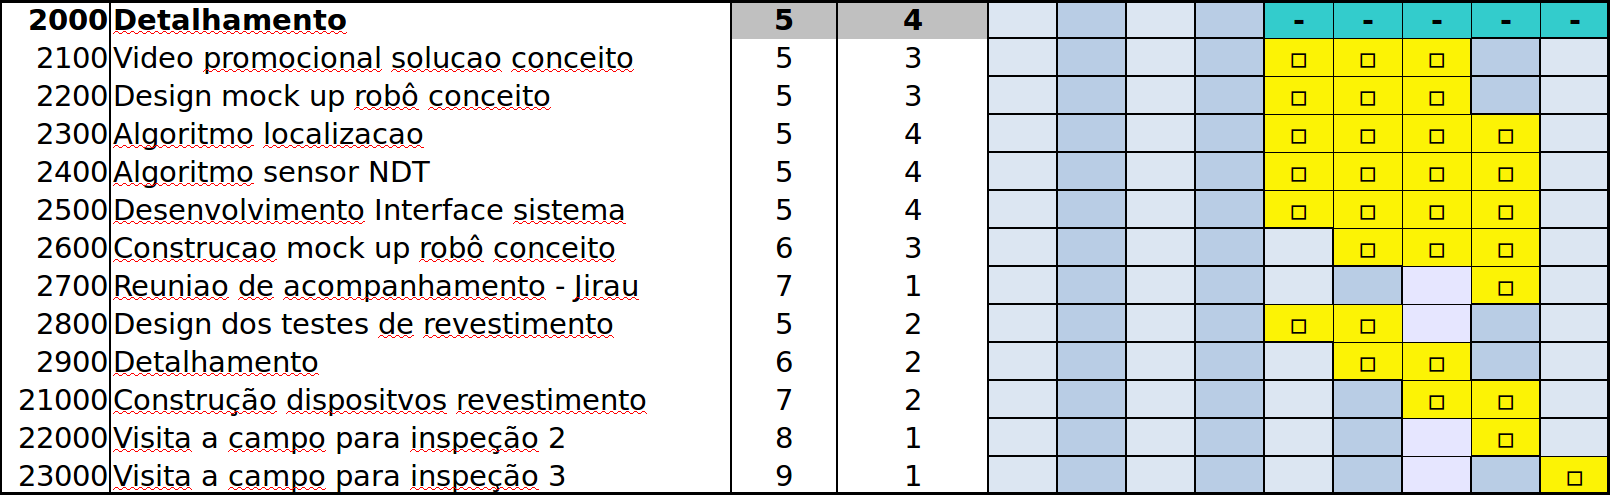 2000 Detalhamento 5 4 - - - - -
2100 Video promocional solucao conceito 5 3 □ □ □
2200 Design mock up robô conceito 5 3 □ □ □
2300 Algoritmo localizacao 5 4 □ □ □ □
2400 Algoritmo sensor NDT 5 4 □ □ □ □
2500 Desenvolvimento Interface sistema 5 4 □ □ □ □
2600 Construcao mock up robô conceito 6 3 □ □ □
2700 Reuniao de acompanhamento - Jirau 7 1 □
2800 Design dos testes de revestimento 5 2 □ □
2900 Detalhamento 6 2 □ □
21000 Construção dispositvos revestimento 7 2 □ □
22000 Visita a campo para inspeção 2 8 1 □
23000 Visita a campo para inspeção 3 9 1 □